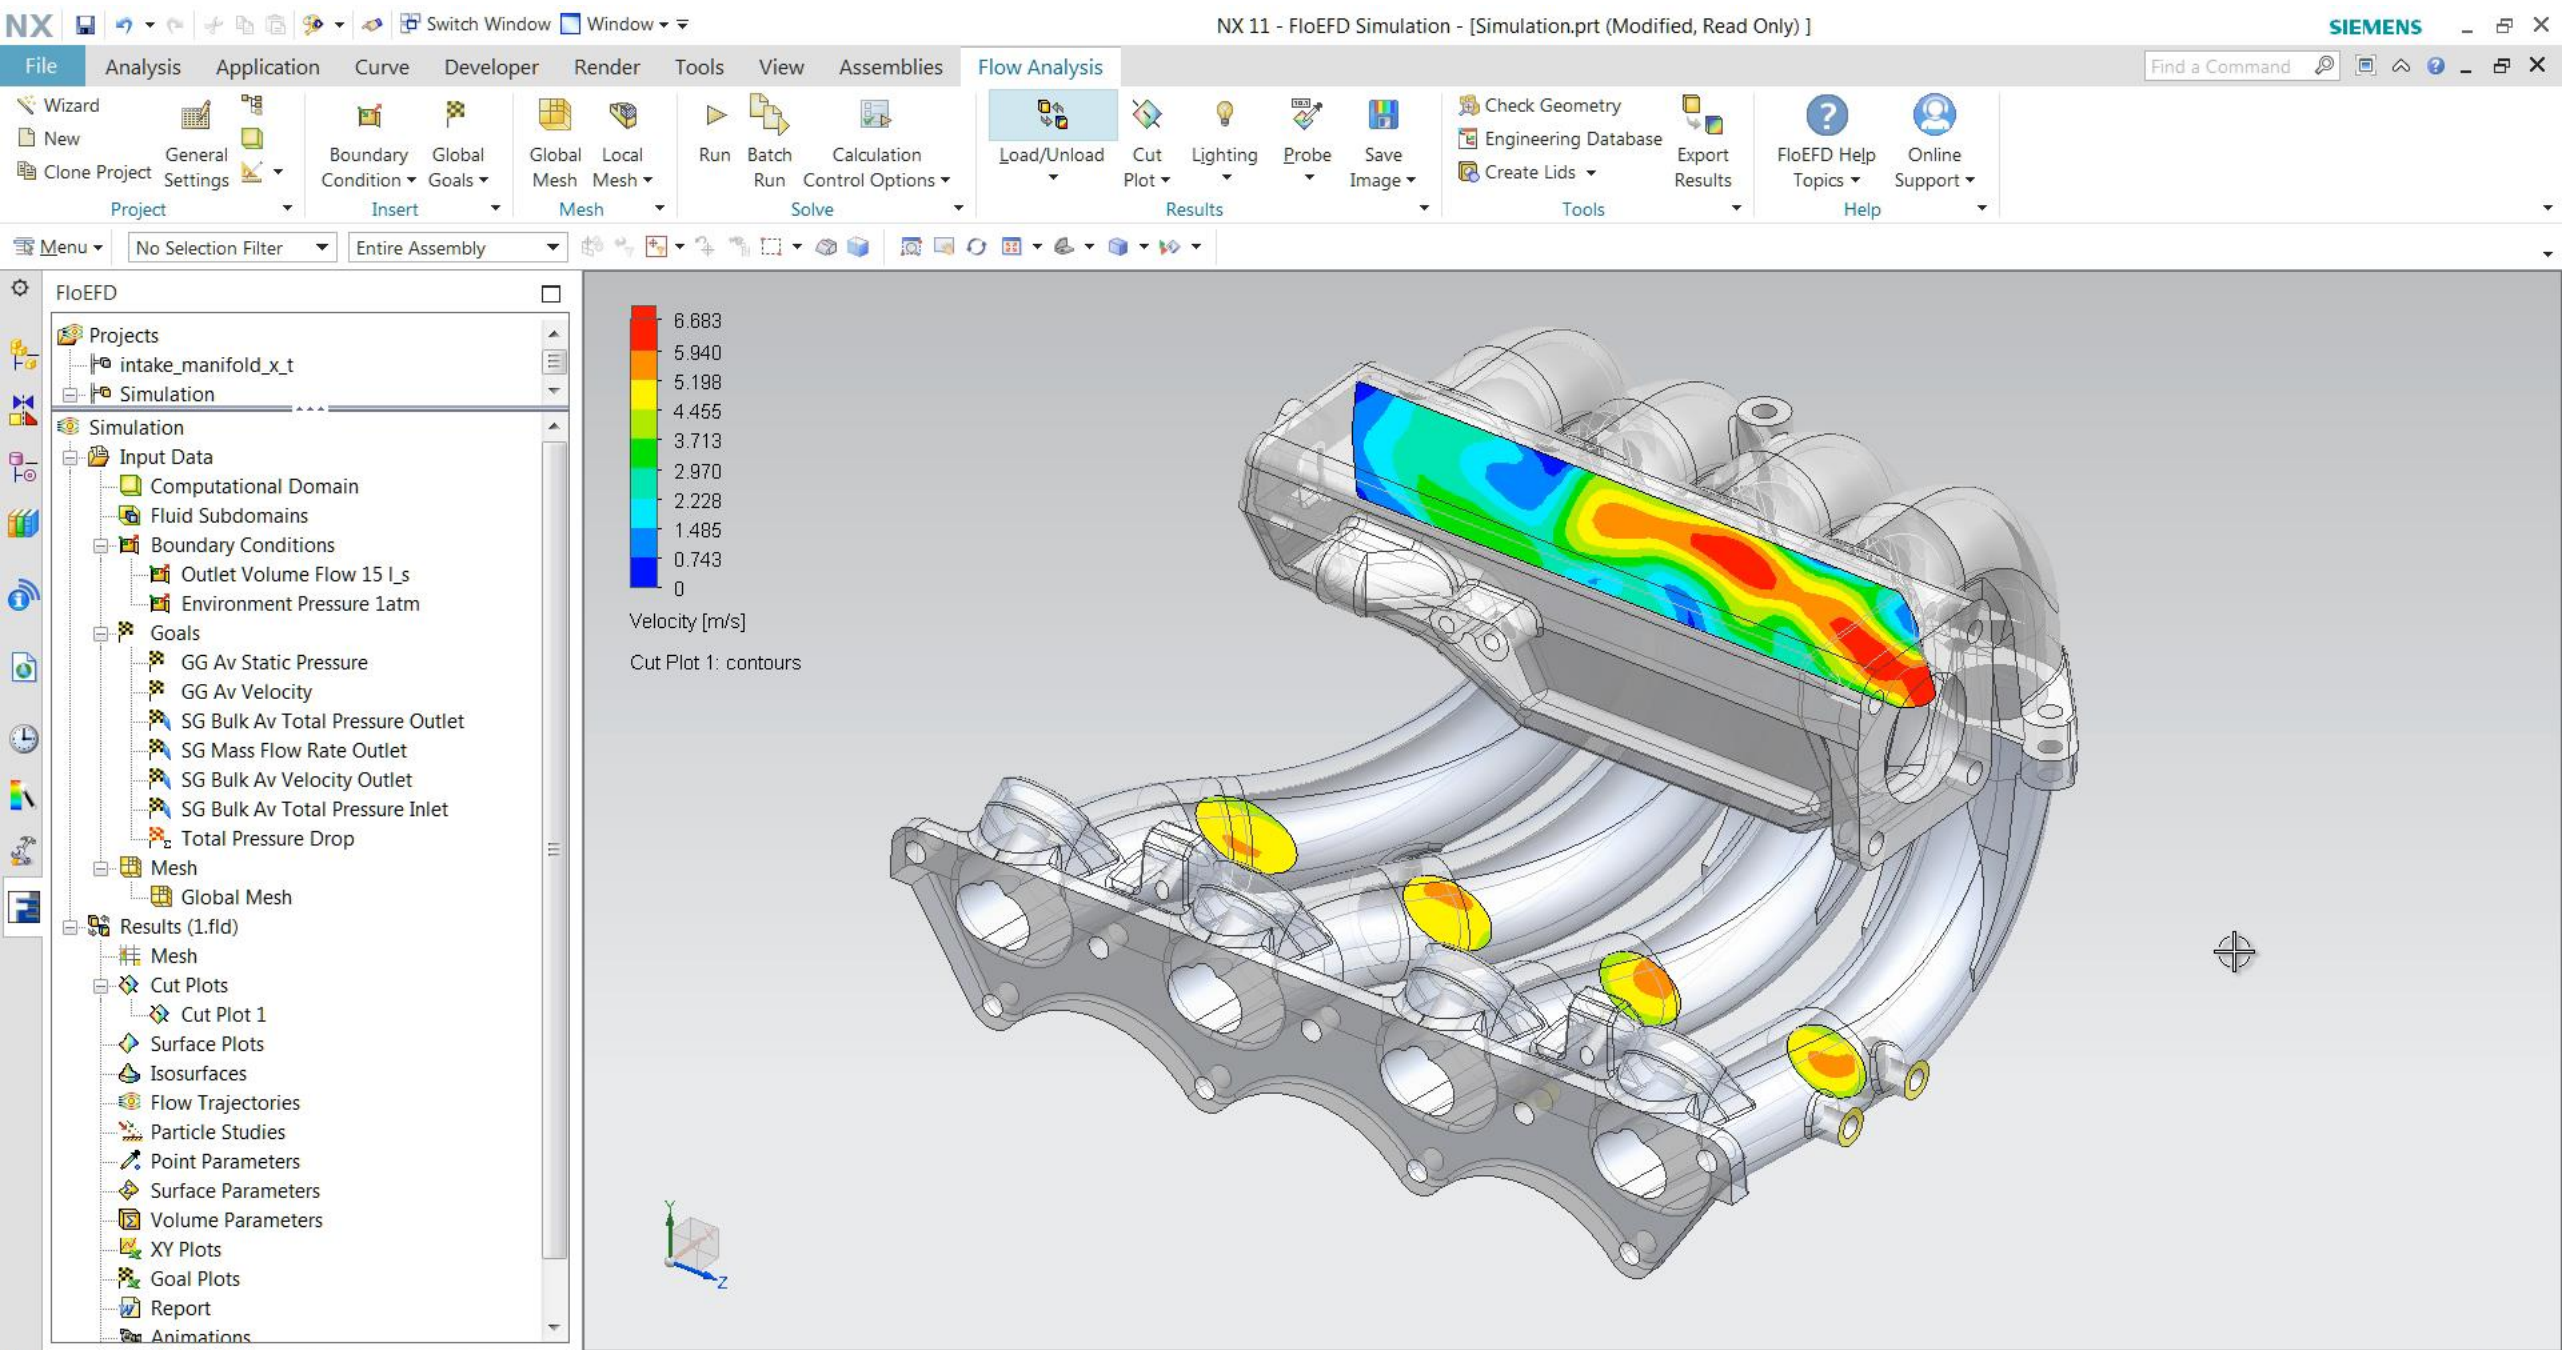 NX Switch Window Window NX 11 - FloEFD Simulation - [Simulation.prt (Modified, Read Only) ] SIEMENS
File Analysis Application Curve Developer Render Tools View Assemblies Flow Analysis Find a Command
Wizard
New
Clone Project
General
Settings
Project
Boundary
Condition
Global
Goals
Insert
Global
Mesh
Local
Mesh
Mesh
Run
Batch
Run
Calculation
Control Options
Solve
Load/Unload
Cut
Plot
Lighting
Probe
Save
Image
Results
Check Geometry
Engineering Database
Create Lids
Export
Results
Tools
FloEFD Help
Topics
Online
Support
Help
Menu No Selection Filter Entire Assembly
FloEFD
Projects
intake_manifold_x_t
Simulation
Simulation
Input Data
Computational Domain
Fluid Subdomains
Boundary Conditions
Outlet Volume Flow 15 l_s
Environment Pressure 1atm
Goals
GG Av Static Pressure
GG Av Velocity
SG Bulk Av Total Pressure Outlet
SG Mass Flow Rate Outlet
SG Bulk Av Velocity Outlet
SG Bulk Av Total Pressure Inlet
Total Pressure Drop
Mesh
Global Mesh
Results (1.fld)
Mesh
Cut Plots
Cut Plot 1
Surface Plots
Isosurfaces
Flow Trajectories
Particle Studies
Point Parameters
Surface Parameters
Volume Parameters
XY Plots
Goal Plots
Report
Animations
6.683
5.940
5.198
4.455
3.713
2.970
2.228
1.485
0.743
0
Velocity [m/s]
Cut Plot 1: contours
Y
Z